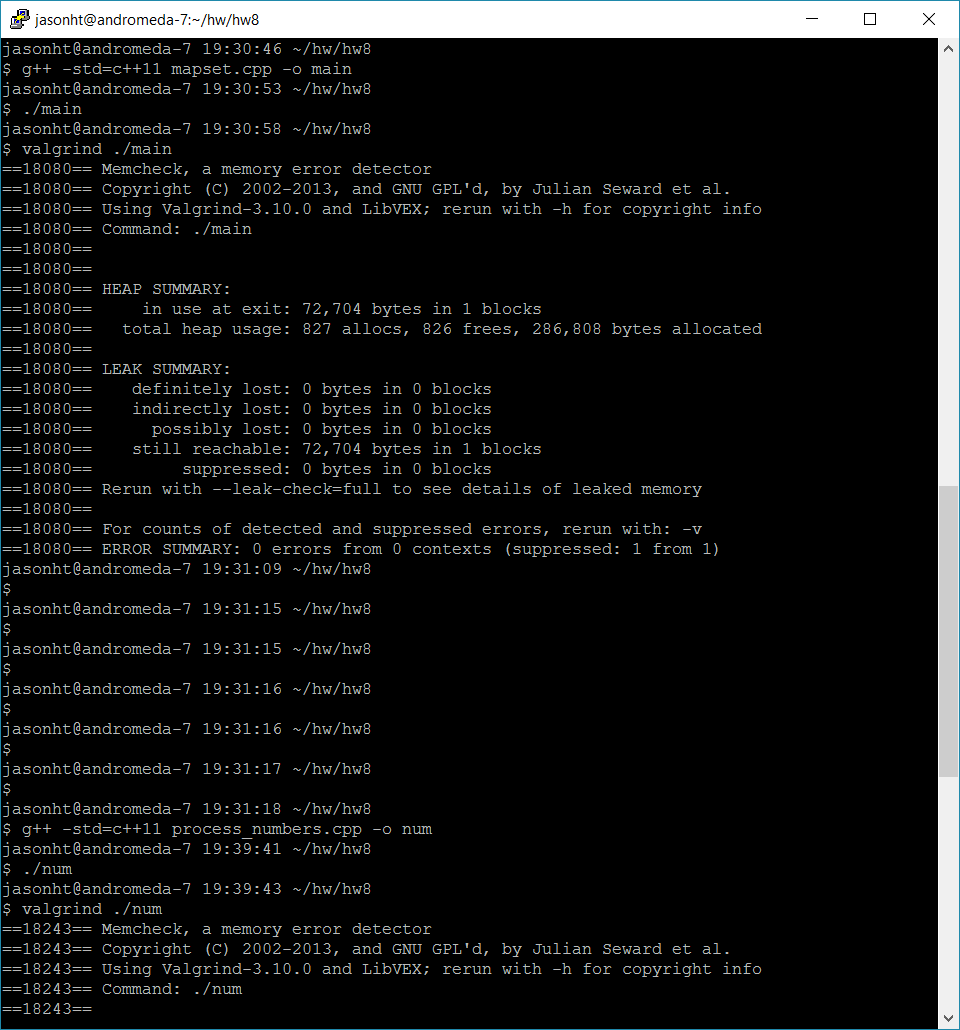 jasonht@andromeda-7:~/hw/hw8
jasonht@andromeda-7 19:30:46 ~/hw/hw8
$ g++ -std=c++11 mapset.cpp -o main
jasonht@andromeda-7 19:30:53 ~/hw/hw8
$ ./main
jasonht@andromeda-7 19:30:58 ~/hw/hw8
$ valgrind ./main
==18080== Memcheck, a memory error detector
==18080== Copyright (C) 2002-2013, and GNU GPL'd, by Julian Seward et al.
==18080== Using Valgrind-3.10.0 and LibVEX; rerun with -h for copyright info
==18080== Command: ./main
==18080==
==18080==
==18080== HEAP SUMMARY:
==18080==     in use at exit: 72,704 bytes in 1 blocks
==18080==   total heap usage: 827 allocs, 826 frees, 286,808 bytes allocated
==18080==
==18080== LEAK SUMMARY:
==18080==    definitely lost: 0 bytes in 0 blocks
==18080==    indirectly lost: 0 bytes in 0 blocks
==18080==      possibly lost: 0 bytes in 0 blocks
==18080==    still reachable: 72,704 bytes in 1 blocks
==18080==         suppressed: 0 bytes in 0 blocks
==18080== Rerun with --leak-check=full to see details of leaked memory
==18080==
==18080== For counts of detected and suppressed errors, rerun with: -v
==18080== ERROR SUMMARY: 0 errors from 0 contexts (suppressed: 1 from 1)
jasonht@andromeda-7 19:31:09 ~/hw/hw8
$
jasonht@andromeda-7 19:31:15 ~/hw/hw8
$
jasonht@andromeda-7 19:31:15 ~/hw/hw8
$
jasonht@andromeda-7 19:31:16 ~/hw/hw8
$
jasonht@andromeda-7 19:31:16 ~/hw/hw8
$
jasonht@andromeda-7 19:31:17 ~/hw/hw8
$
jasonht@andromeda-7 19:31:18 ~/hw/hw8
$ g++ -std=c++11 process_numbers.cpp -o num
jasonht@andromeda-7 19:39:41 ~/hw/hw8
$ ./num
jasonht@andromeda-7 19:39:43 ~/hw/hw8
$ valgrind ./num
==18243== Memcheck, a memory error detector
==18243== Copyright (C) 2002-2013, and GNU GPL'd, by Julian Seward et al.
==18243== Using Valgrind-3.10.0 and LibVEX; rerun with -h for copyright info
==18243== Command: ./num
==18243==